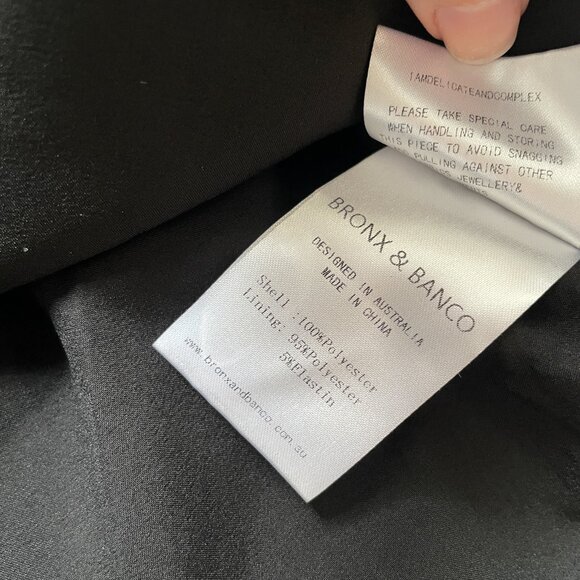 IAMDELICATEANDCOMPLEX
PLEASE TAKE SPECIAL CARE
WHEN HANDLING AND STORING
THIS PIECE TO AVOID SNAGGING
PULLING AGAINST OTHER
JEWELLERY&
BRONX & BANCO
DESIGNED IN AUSTRALIA
MADE IN CHINA
Shell : 100%Polyester
Lining: 95%Polyester
5%Elastin
www.bronxandbanco.com.au